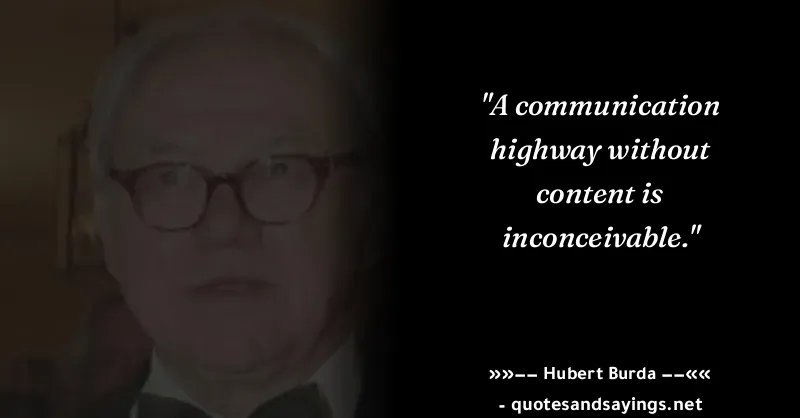 "A communication
highway without
content is
inconceivable."
»»−− Hubert Burda −−««
- quotesandsayings.net